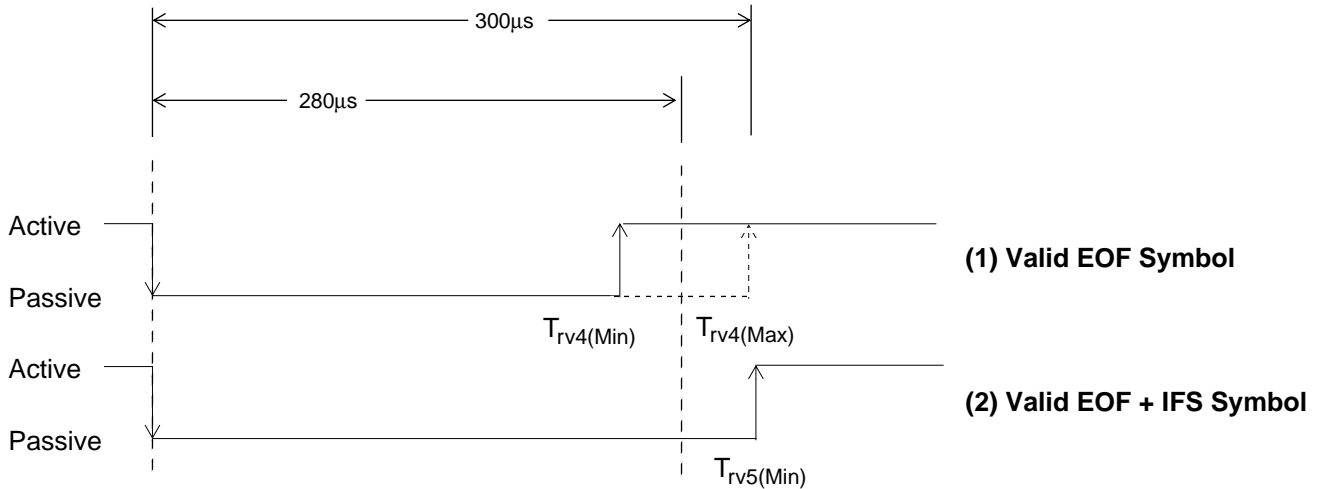 300μs
280μs
Active
(1) Valid EOF Symbol
Passive
Trv4(Min)
Trv4(Max)
Active
(2) Valid EOF + IFS Symbol
Passive
Trv5(Min)